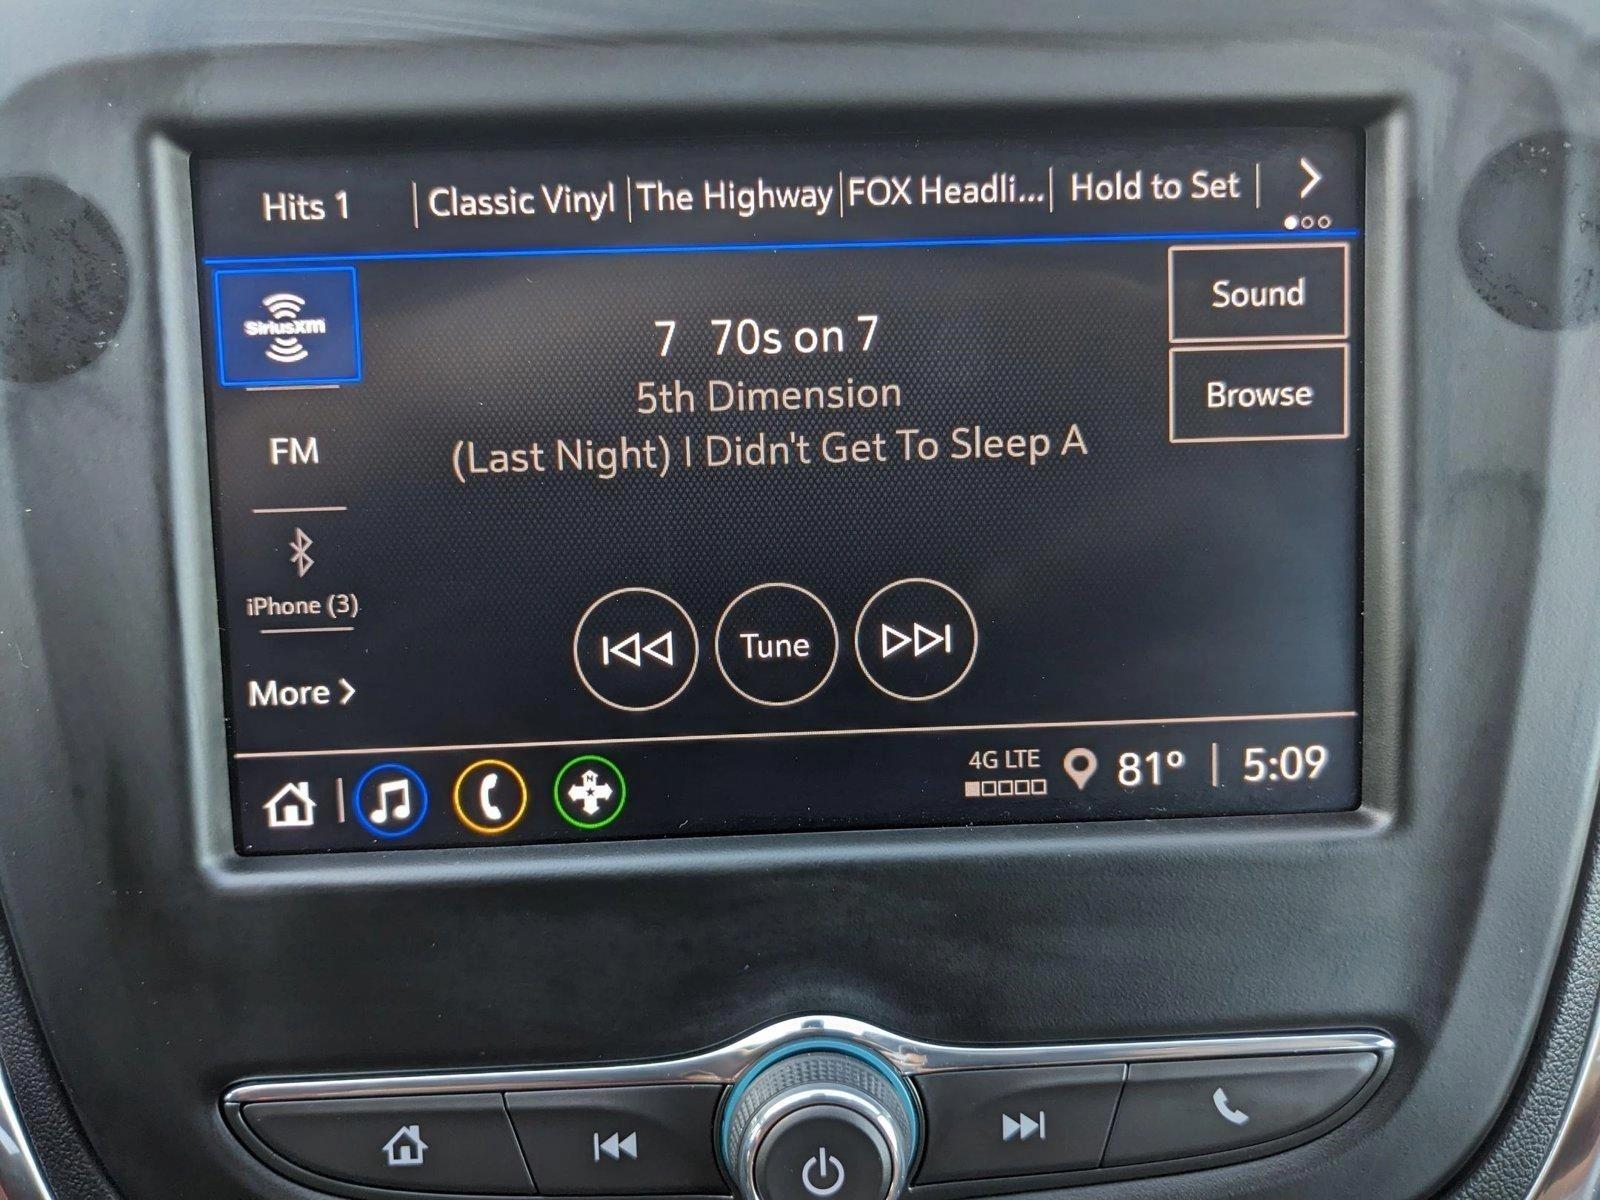 Hits 1 | Classic Vinyl | The Highway | FOX Headli... | Hold to Set |
SiriusXM
Sound
7 70s on 7
Browse
5th Dimension
FM
(Last Night) I Didn't Get To Sleep A
iPhone (3)
Tune
More
4G LTE
81° | 5:09
N